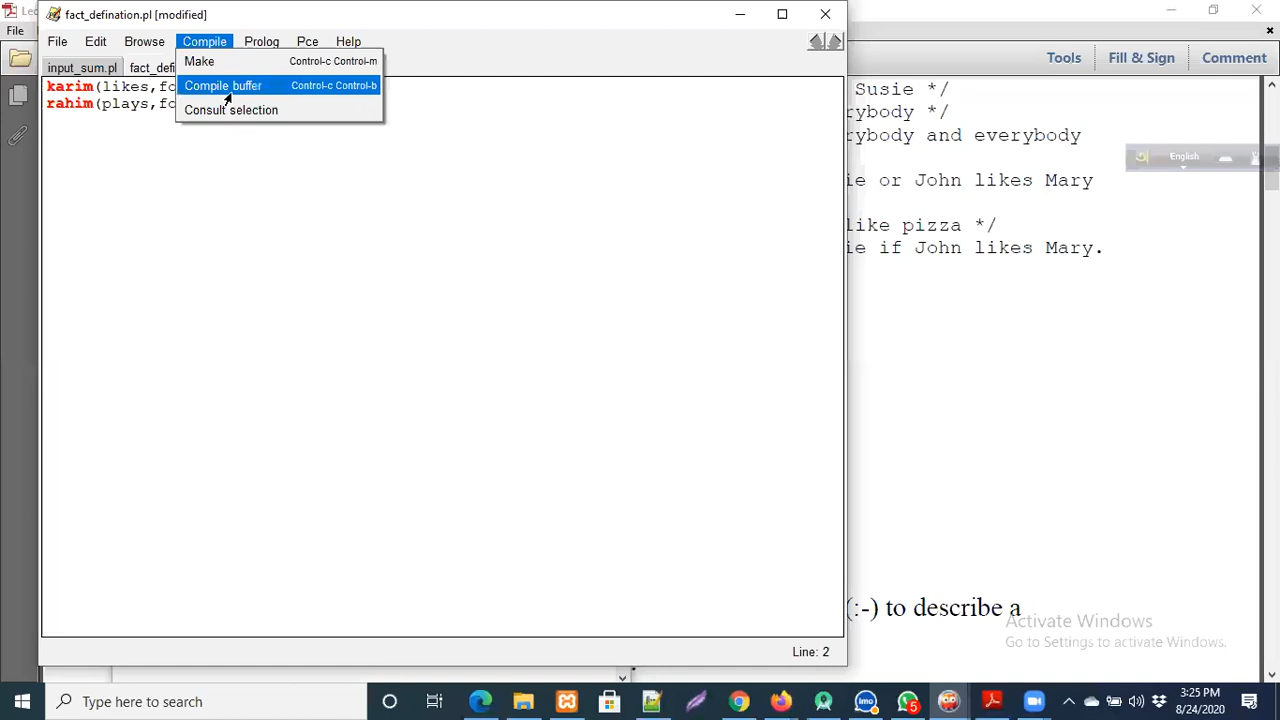 fact_defination.pl [modified]
File Edit Browse Compile Prolog Pce Help
input_sum.pl fact_defi
Make Control-c Control-m
Compile buffer Control-c Control-b
Consult selection
karim(likes,fo
rahim(plays,fo
Line: 2
File
Tools Fill & Sign Comment
Susie */
rybody */
rybody and everybody
English
ie or John likes Mary
like pizza */
ie if John likes Mary.
(:-) to describe a
Activate Windows
Go to Settings to activate Windows.
Type here to search
5
3:25 PM
8/24/2020